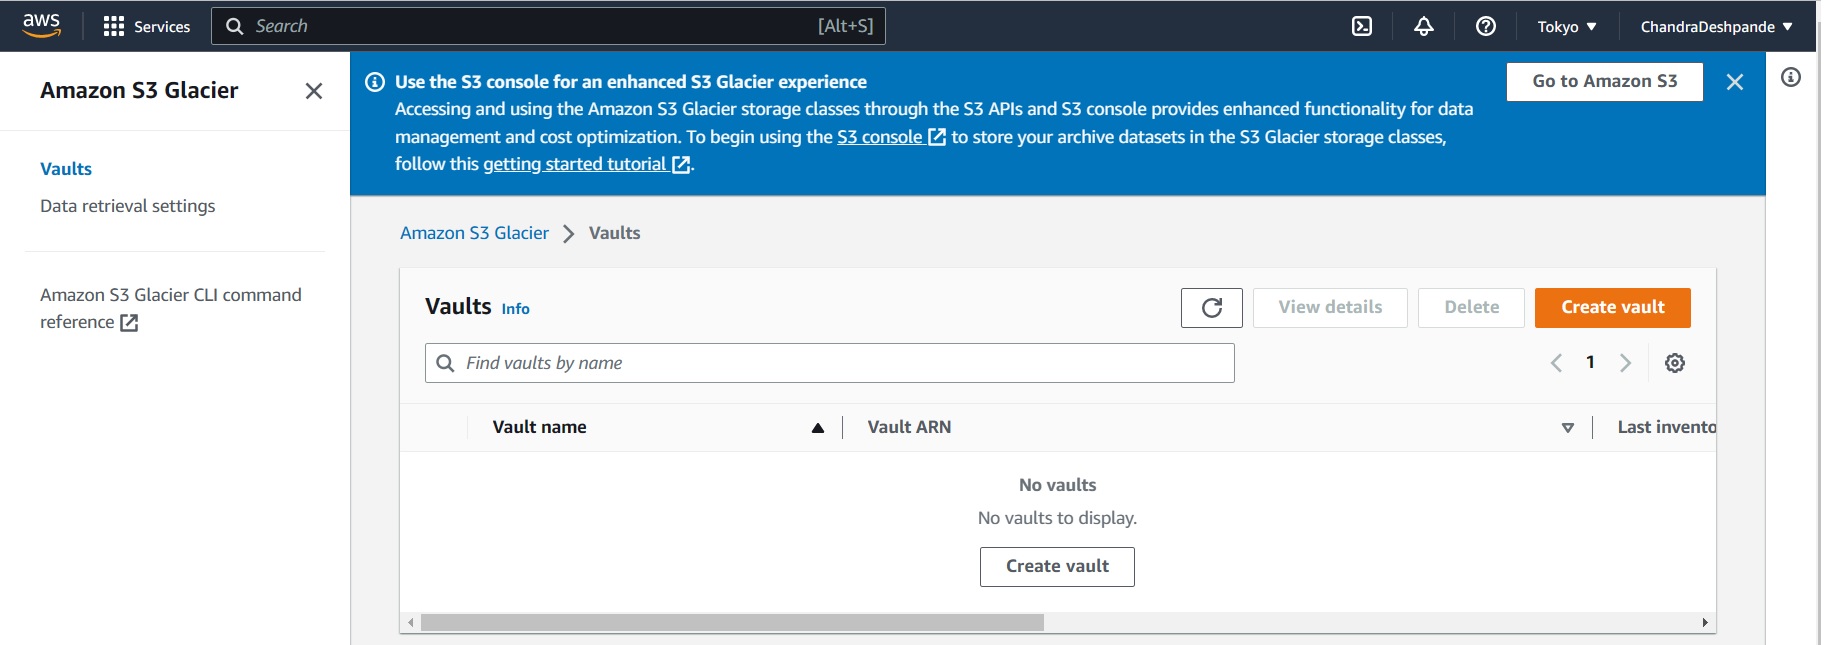 aws
Services
Search
[Alt+S]
Tokyo
ChandraDeshpande
Amazon S3 Glacier
Vaults
Data retrieval settings
Amazon S3 Glacier CLI command
reference
Use the S3 console for an enhanced S3 Glacier experience
Accessing and using the Amazon S3 Glacier storage classes through the S3 APIs and S3 console provides enhanced functionality for data
management and cost optimization. To begin using the S3 console to store your archive datasets in the S3 Glacier storage classes,
follow this getting started tutorial.
Go to Amazon S3
Amazon S3 Glacier > Vaults
Vaults Info
View details
Delete
Create vault
Find vaults by name
1
Vault name
Vault ARN
Last invento
No vaults
No vaults to display.
Create vault